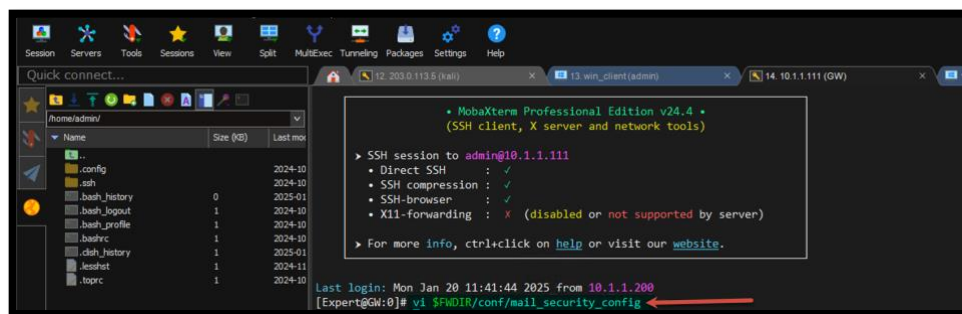 Session Servers Tools Sessions View Split MultiExec Tunneling Packages Settings Help
Quick connect...
12. 203.0.113.5 (kali) × 13. win_client (admin) × 14. 10.1.1.111 (GW) ×
/home/admin/
Name Size (KB) Last mod
..
.config 2024-10
.ssh 2024-10
.bash_history 0 2025-01
.bash_logout 1 2024-10
.bash_profile 1 2024-10
.bashrc 1 2024-10
.clish_history 1 2025-01
.lesshst 1 2024-11
.toprc 1 2024-10
• MobaXterm Professional Edition v24.4 •
(SSH client, X server and network tools)
➤ SSH session to admin@10.1.1.111
• Direct SSH : ✓
• SSH compression : ✓
• SSH-browser : ✓
• X11-forwarding : ✗ (disabled or not supported by server)
➤ For more info, ctrl+click on help or visit our website.
Last login: Mon Jan 20 11:41:44 2025 from 10.1.1.200
[Expert@GW:0]# vi $FWDIR/conf/mail_security_config